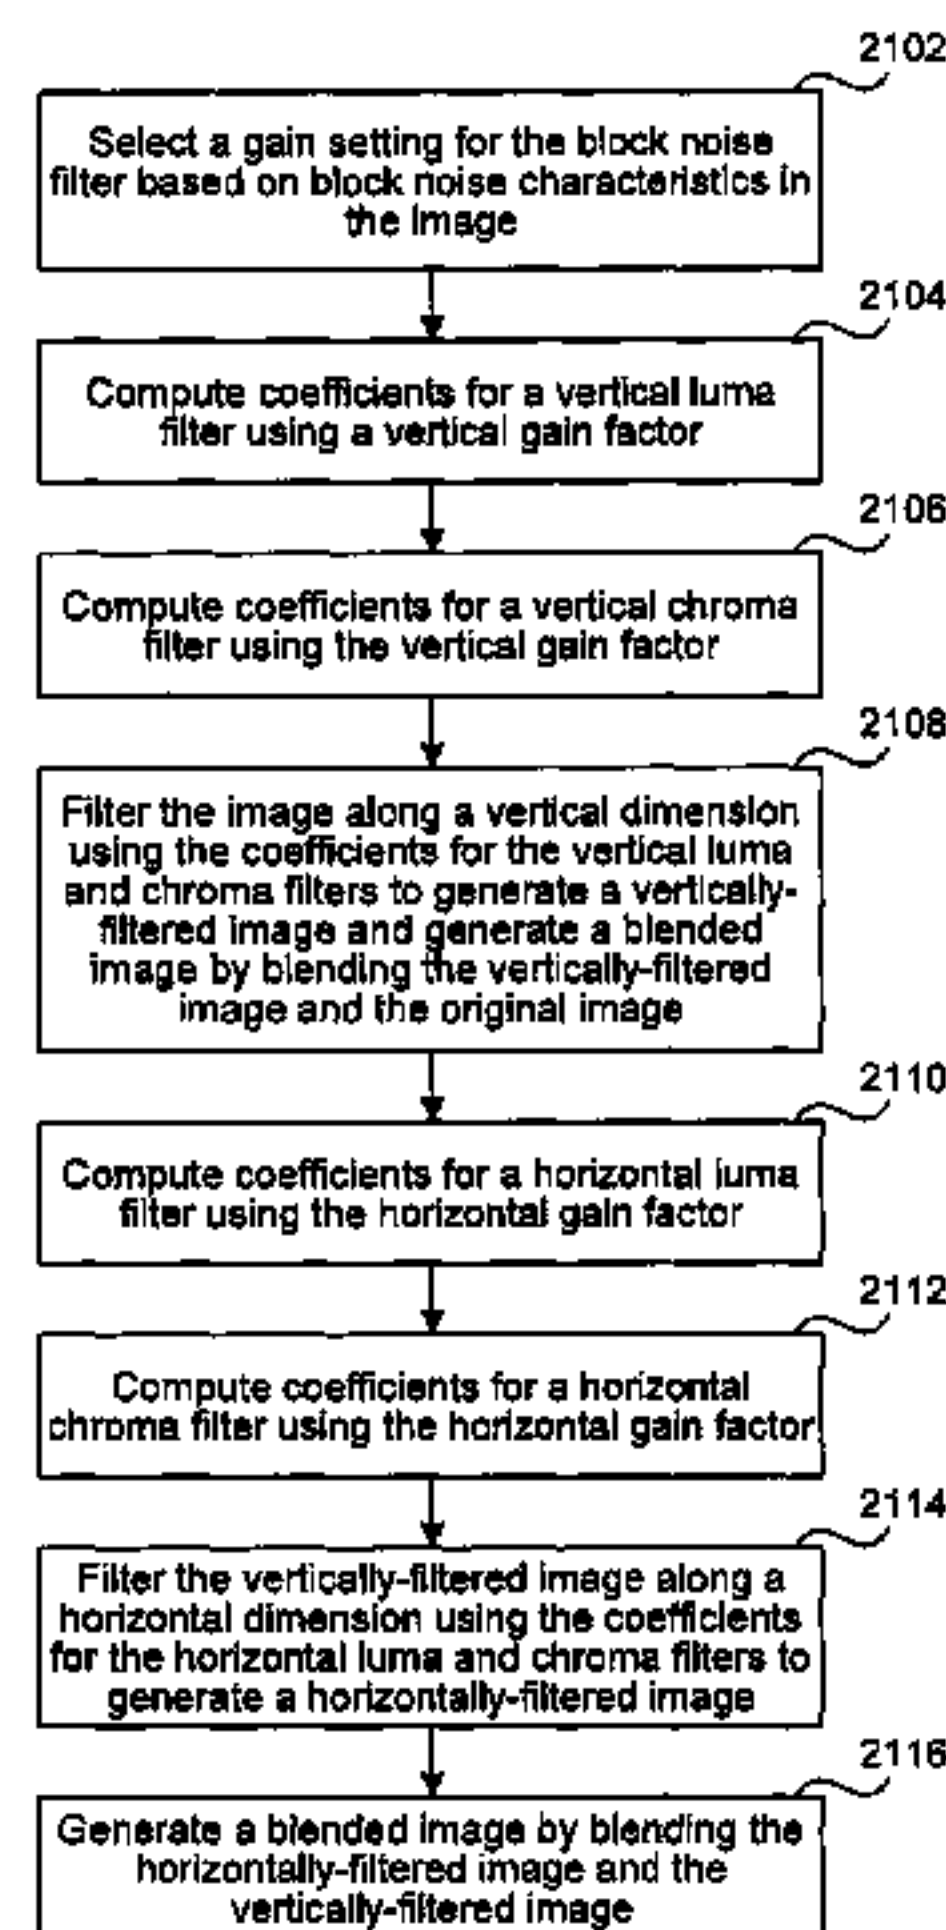 2102
Select a gain setting for the block noise
filter based on block noise characteristics in
the image
2104
Compute coefficients for a vertical luma
filter using a vertical gain factor
2106
Compute coefficients for a vertical chroma
filter using the vertical gain factor
2108
Filter the image along a vertical dimension
using the coefficients for the vertical luma
and chroma filters to generate a vertically-
filtered image and generate a blended
image by blending the vertically-filtered
image and the original image
2110
Compute coefficients for a horizontal luma
filter using the horizontal gain factor
2112
Compute coefficients for a horizontal
chroma filter using the horizontal gain factor
2114
Filter the vertically-filtered image along a
horizontal dimension using the coefficients
for the horizontal luma and chroma filters to
generate a horizontally-filtered image
2116
Generate a blended image by blending the
horizontally-filtered image and the
vertically-filtered image